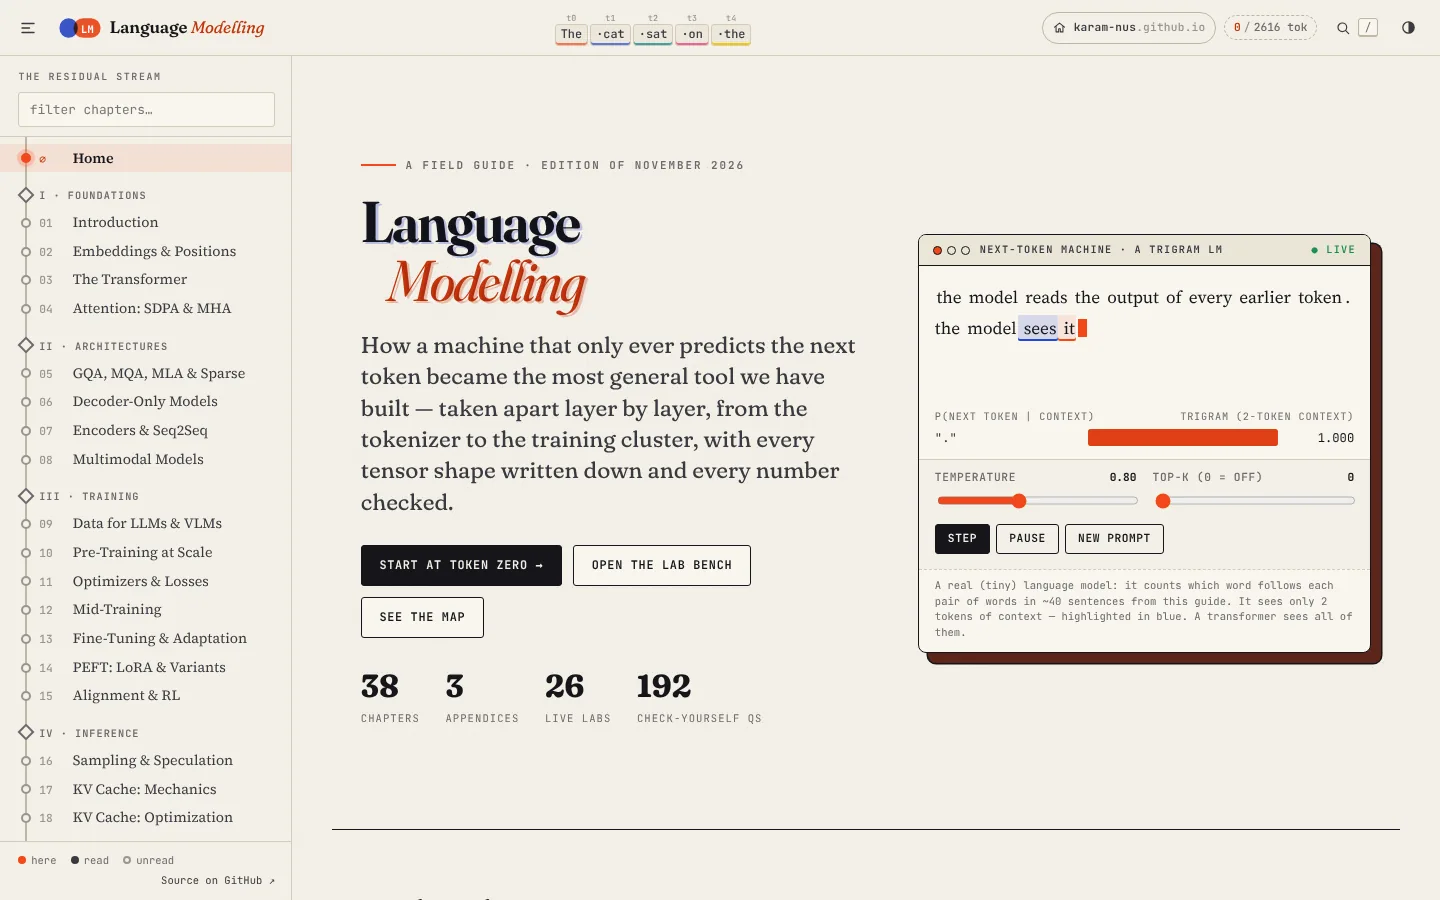 LM Language Modelling
t0 t1 t2 t3 t4
The ·cat ·sat ·on ·the
karam-nus.github.io
0 / 2616 tok
/
THE RESIDUAL STREAM
filter chapters…
∅ Home
I · FOUNDATIONS
01 Introduction
02 Embeddings & Positions
03 The Transformer
04 Attention: SDPA & MHA
II · ARCHITECTURES
05 GQA, MQA, MLA & Sparse
06 Decoder-Only Models
07 Encoders & Seq2Seq
08 Multimodal Models
III · TRAINING
09 Data for LLMs & VLMs
10 Pre-Training at Scale
11 Optimizers & Losses
12 Mid-Training
13 Fine-Tuning & Adaptation
14 PEFT: LoRA & Variants
15 Alignment & RL
IV · INFERENCE
16 Sampling & Speculation
17 KV Cache: Mechanics
18 KV Cache: Optimization
here read unread
Source on GitHub ↗
A FIELD GUIDE · EDITION OF NOVEMBER 2026
Language
Modelling
How a machine that only ever predicts the next
token became the most general tool we have
built — taken apart layer by layer, from the
tokenizer to the training cluster, with every
tensor shape written down and every number
checked.
START AT TOKEN ZERO →
OPEN THE LAB BENCH
SEE THE MAP
38 3 26 192
CHAPTERS APPENDICES LIVE LABS CHECK-YOURSELF QS
NEXT-TOKEN MACHINE · A TRIGRAM LM
● LIVE
the model reads the output of every earlier token .
the model sees it
P(NEXT TOKEN | CONTEXT) TRIGRAM (2-TOKEN CONTEXT)
"." 1.000
TEMPERATURE 0.80 TOP-K (0 = OFF) 0
STEP PAUSE NEW PROMPT
A real (tiny) language model: it counts which word follows each
pair of words in ~40 sentences from this guide. It sees only 2
tokens of context — highlighted in blue. A transformer sees all of
them.